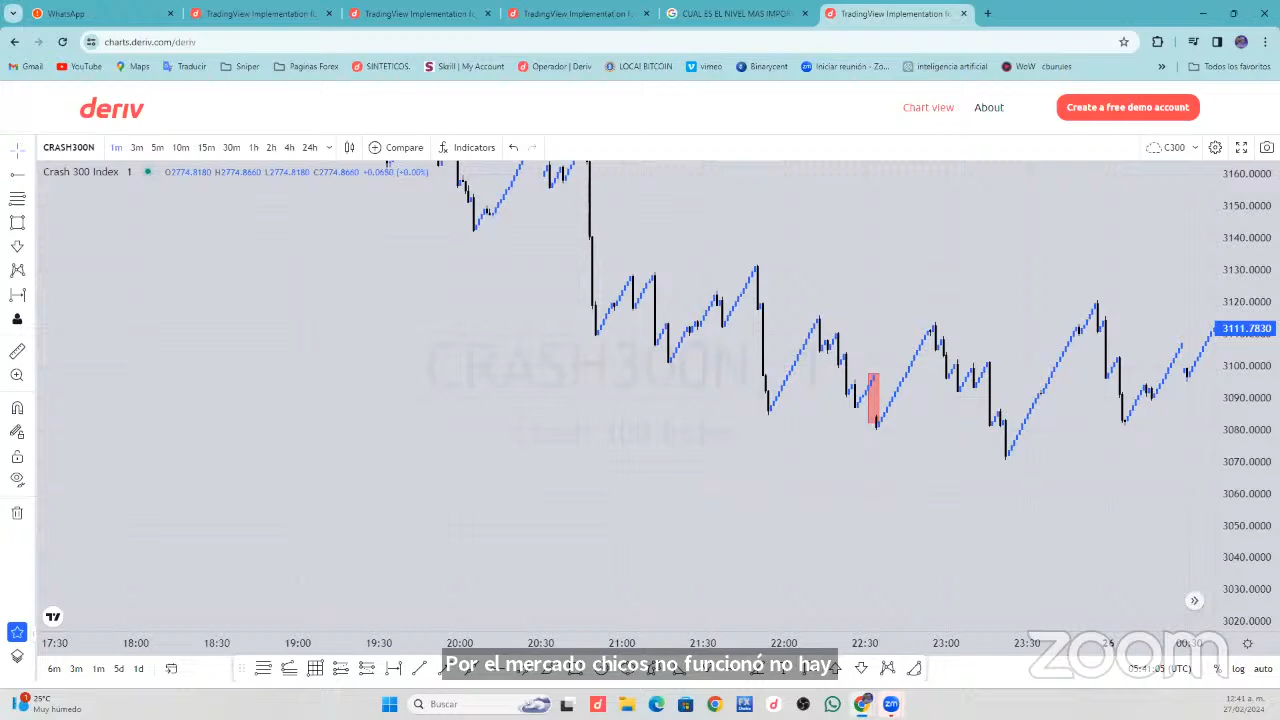 WhatsApp
TradingView Implementation fo
TradingView Implementation fo
TradingView Implementation fo
CUAL ES EL NIVEL MAS IMPOR
TradingView Implementation fo
charts.deriv.com/deriv
Gmail YouTube Maps Traducir Sniper Paginas Forex SINTETICOS. Skrill | My Account Operador | Deriv LOCAl BITCOIN vimeo Binarycent Iniciar reunión - Zo... inteligencia artificial WoW cburules Todos los favoritos
deriv
Chart view About Create a free demo account
CRASH300N 1m 3m 5m 10m 15m 30m 1h 2h 4h 24h Compare Indicators C300
Crash 300 Index 1 O2774.8180 H2774.8660 L2774.8180 C2774.8660 +0.0650 (+0.00%)
3160.0000
3150.0000
3140.0000
3130.0000
3120.0000
3111.7830
3100.0000
3090.0000
3080.0000
3070.0000
3060.0000
3050.0000
3040.0000
3030.0000
3020.0000
CRASH300N
17:30 18:00 18:30 19:00 19:30 20:00 20:30 21:00 21:30 22:00 22:30 23:00 23:30 26 00:30
6m 3m 1m 5d 1d
Por el mercado chicos no funcionó no hay
05:41:05 (UTC) % log auto
zoom
25°C
Muy húmedo
Buscar
12:41 a. m.
27/02/2024